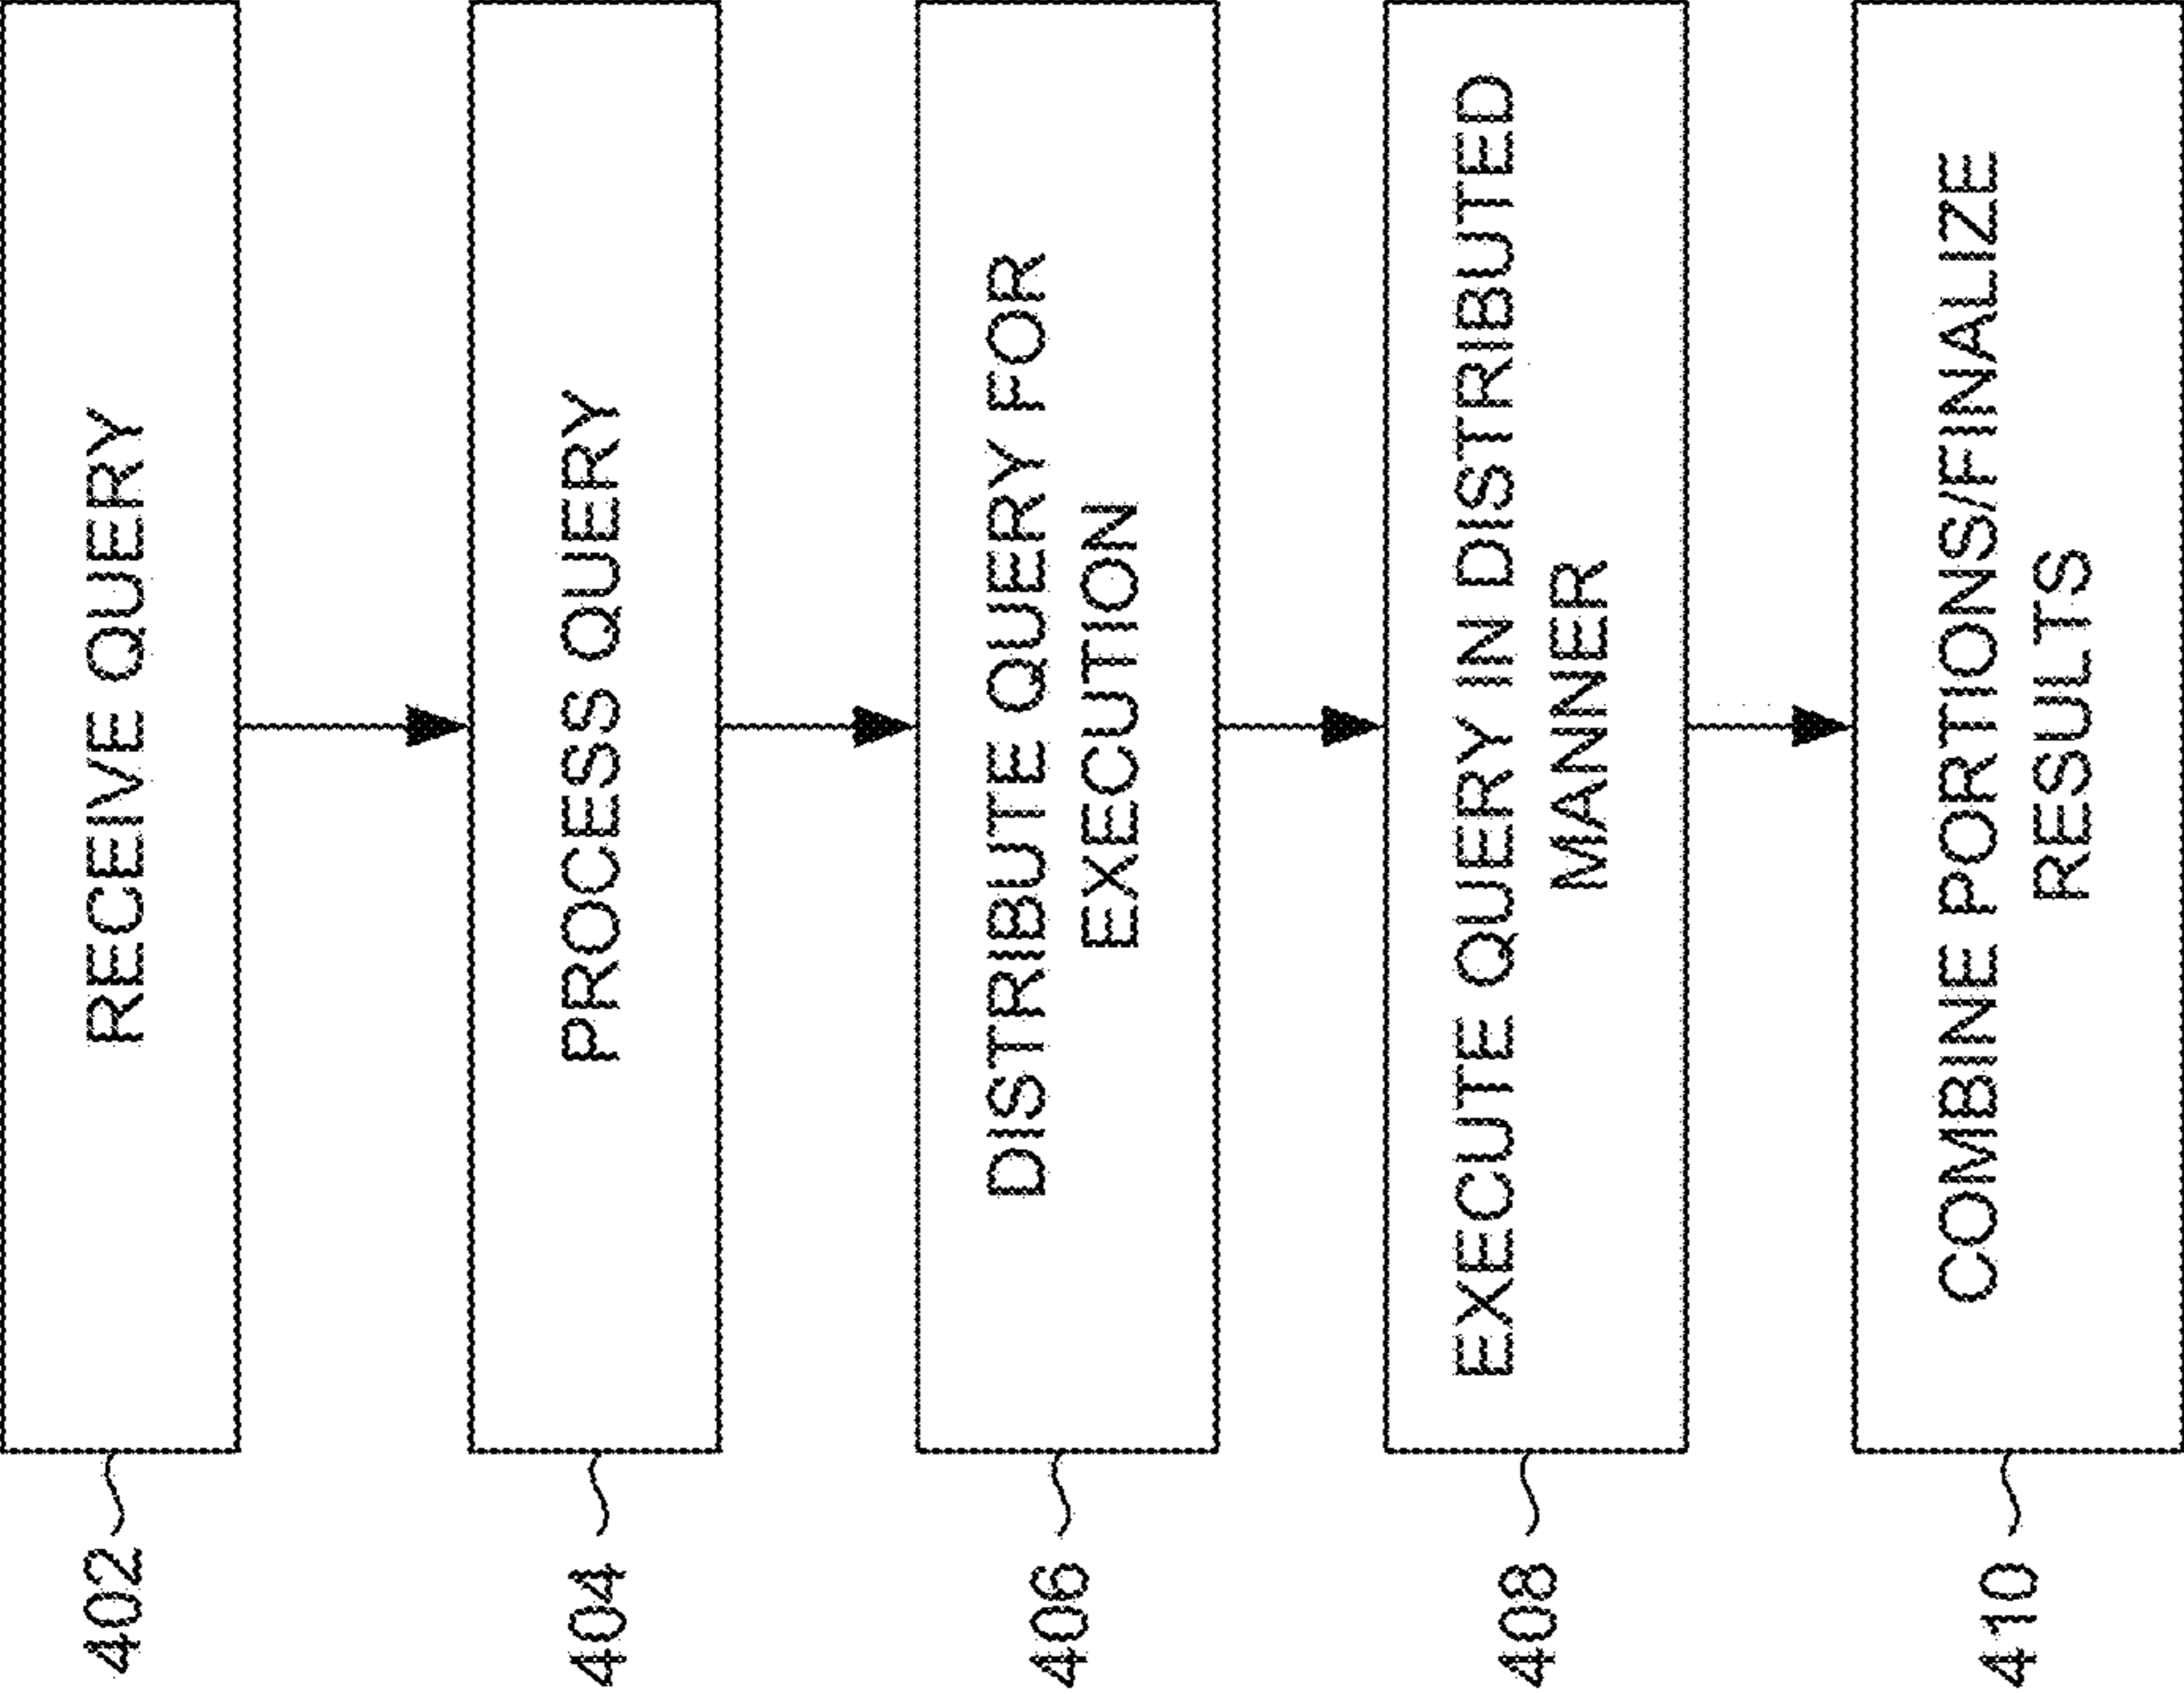 402
RECEIVE QUERY
404
PROCESS QUERY
406
DISTRIBUTE QUERY FOR
EXECUTION
408
EXECUTE QUERY IN DISTRIBUTED
MANNER
410
COMBINE PORTIONS/FINALIZE
RESULTS